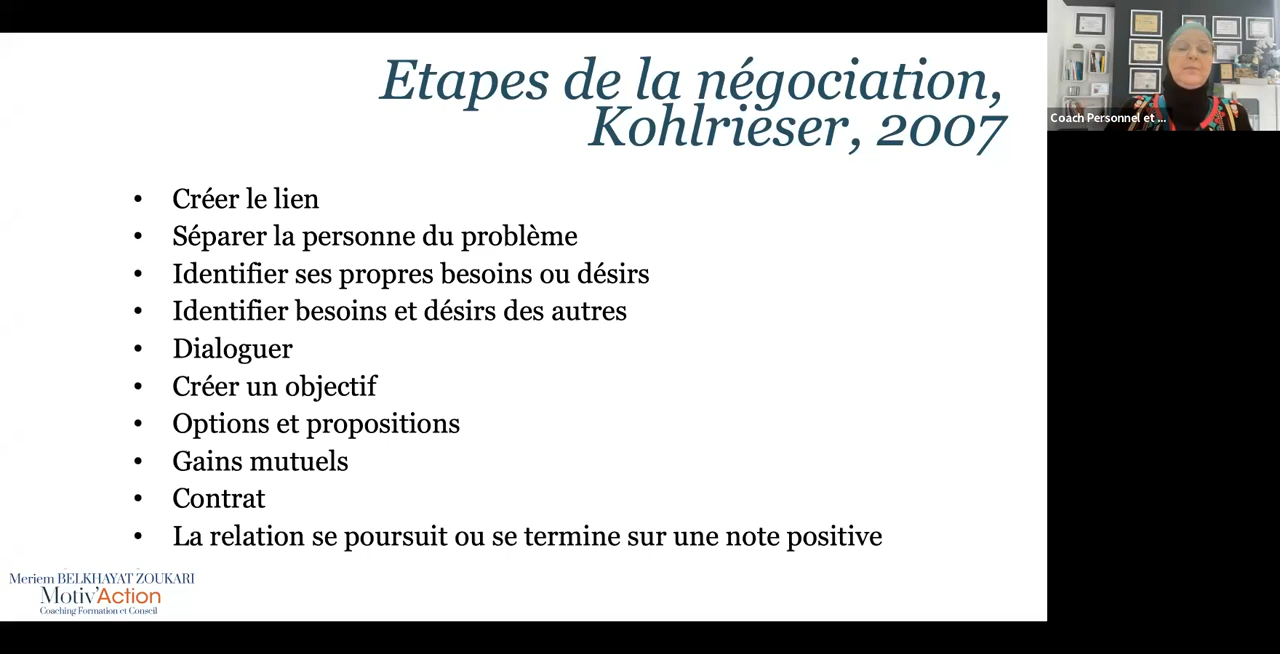 Etapes de la négociation,
Kohlrieser, 2007
• Créer le lien
• Séparer la personne du problème
• Identifier ses propres besoins ou désirs
• Identifier besoins et désirs des autres
• Dialoguer
• Créer un objectif
• Options et propositions
• Gains mutuels
• Contrat
• La relation se poursuit ou se termine sur une note positive
Meriem BELKHAYAT ZOUKARI
Motiv'Action
Coaching Formation et Conseil
Coach Personnel et ...